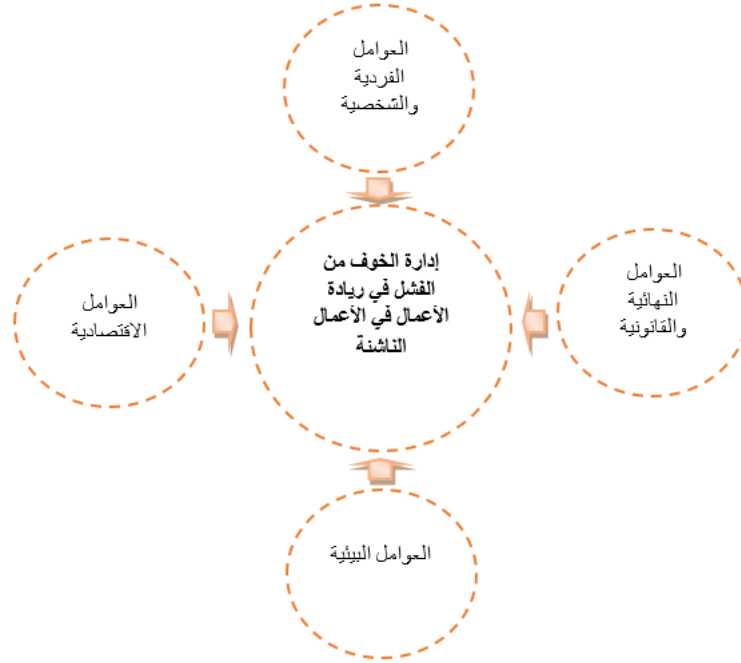 العوامل
الفردية
والشخصية
إدارة الخوف من
الفشل في ريادة
الأعمال في الأعمال
الناشئة
العوامل
النهائية
والقانونية
العوامل
الاقتصادية
العوامل البيئية